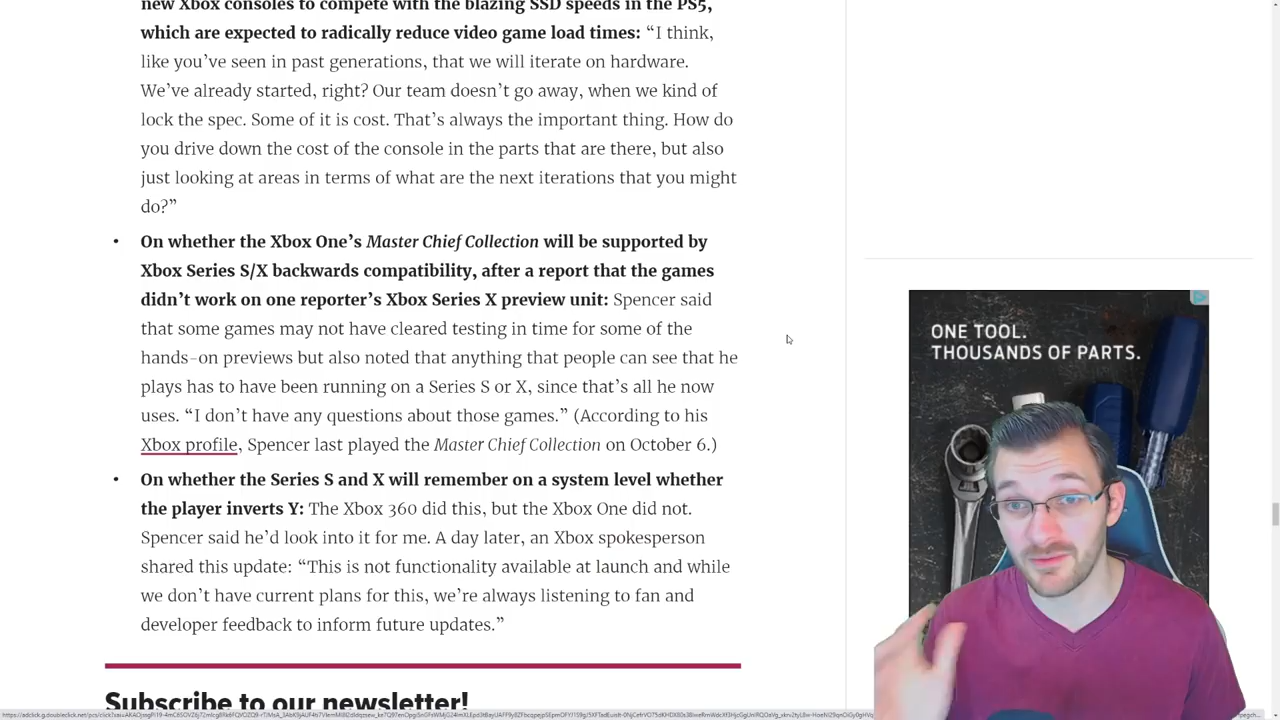 new Xbox consoles to compete with the blazing SSD speeds in the PS5,
which are expected to radically reduce video game load times: “I think,
like you’ve seen in past generations, that we will iterate on hardware.
We’ve already started, right? Our team doesn’t go away, when we kind of
lock the spec. Some of it is cost. That’s always the important thing. How do
you drive down the cost of the console in the parts that are there, but also
just looking at areas in terms of what are the next iterations that you might
do?”
• On whether the Xbox One’s Master Chief Collection will be supported by
Xbox Series S/X backwards compatibility, after a report that the games
didn’t work on one reporter’s Xbox Series X preview unit: Spencer said
that some games may not have cleared testing in time for some of the
hands-on previews but also noted that anything that people can see that he
plays has to have been running on a Series S or X, since that’s all he now
uses. “I don’t have any questions about those games.” (According to his
Xbox profile, Spencer last played the Master Chief Collection on October 6.)
• On whether the Series S and X will remember on a system level whether
the player inverts Y: The Xbox 360 did this, but the Xbox One did not.
Spencer said he’d look into it for me. A day later, an Xbox spokesperson
shared this update: “This is not functionality available at launch and while
we don’t have current plans for this, we’re always listening to fan and
developer feedback to inform future updates.”
Subscribe to our newsletter!
ONE TOOL.
THOUSANDS OF PARTS.